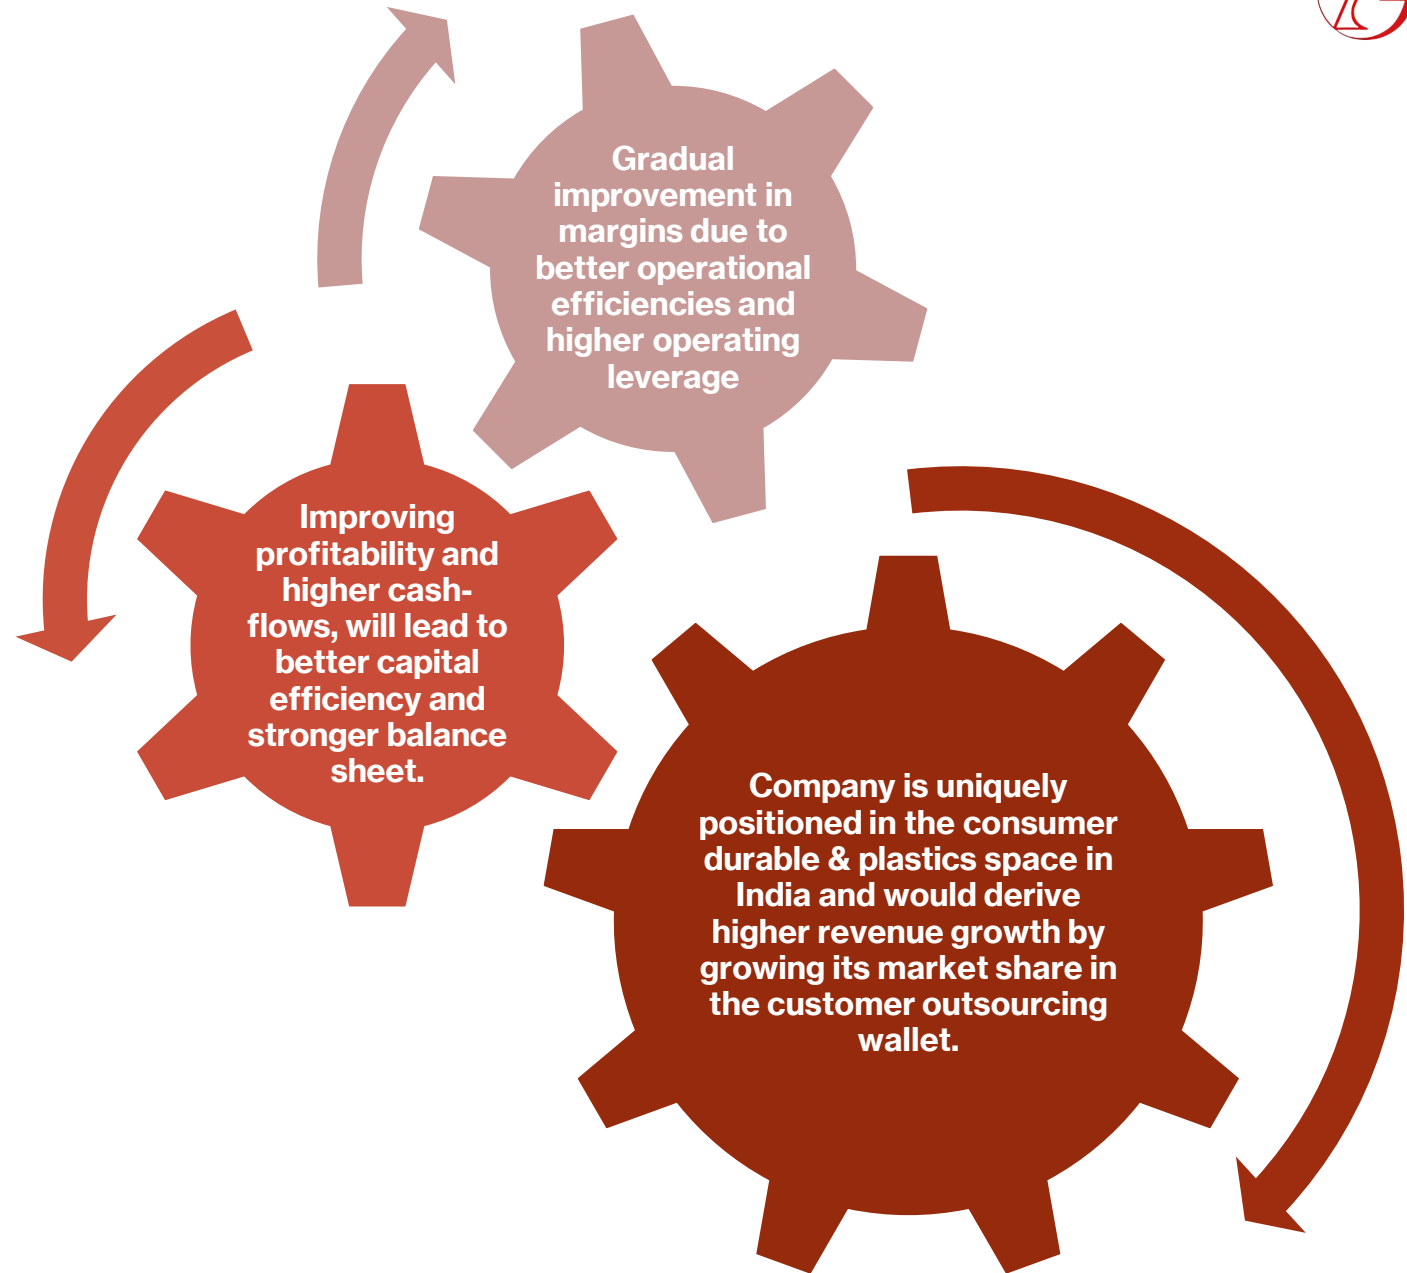 Gradual
improvement in
margins due to
better operational
efficiencies and
higher operating
leverage
Improving
profitability and
higher cash-
flows, will lead to
better capital
efficiency and
stronger balance
sheet.
Company is uniquely
positioned in the consumer
durable & plastics space in
India and would derive
higher revenue growth by
growing its market share in
the customer outsourcing
wallet.